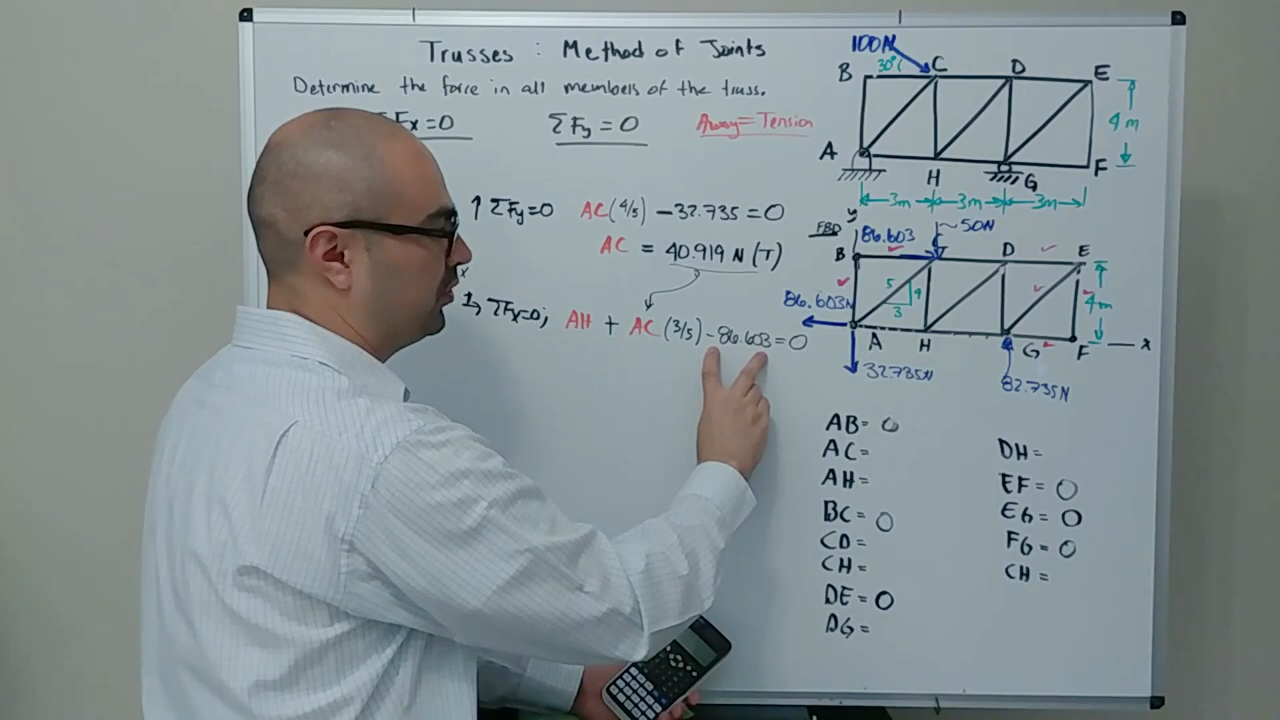 Trusses : Method of Joints
Determine the force in all members of the truss.
Fx=0 ΣFy=0 Away=Tension
↑ΣFy=0 AC(4/5) -32.735=0
AC = 40.919 N (T)
x
ΣFx=0; AH + AC(3/5) -86.603=0
100N
30°
B C D E
4m
A H G F
3m 3m 3m
y
FBD 86.603 ~50N
B D E
5 4
3
86.603N 4m
A H G F x
32.735N 82.735N
AB= 0
AC=
AH=
BC= 0
CD=
CH=
DE= 0
DG=
DH=
EF= 0
EG= 0
FG= 0
CH=